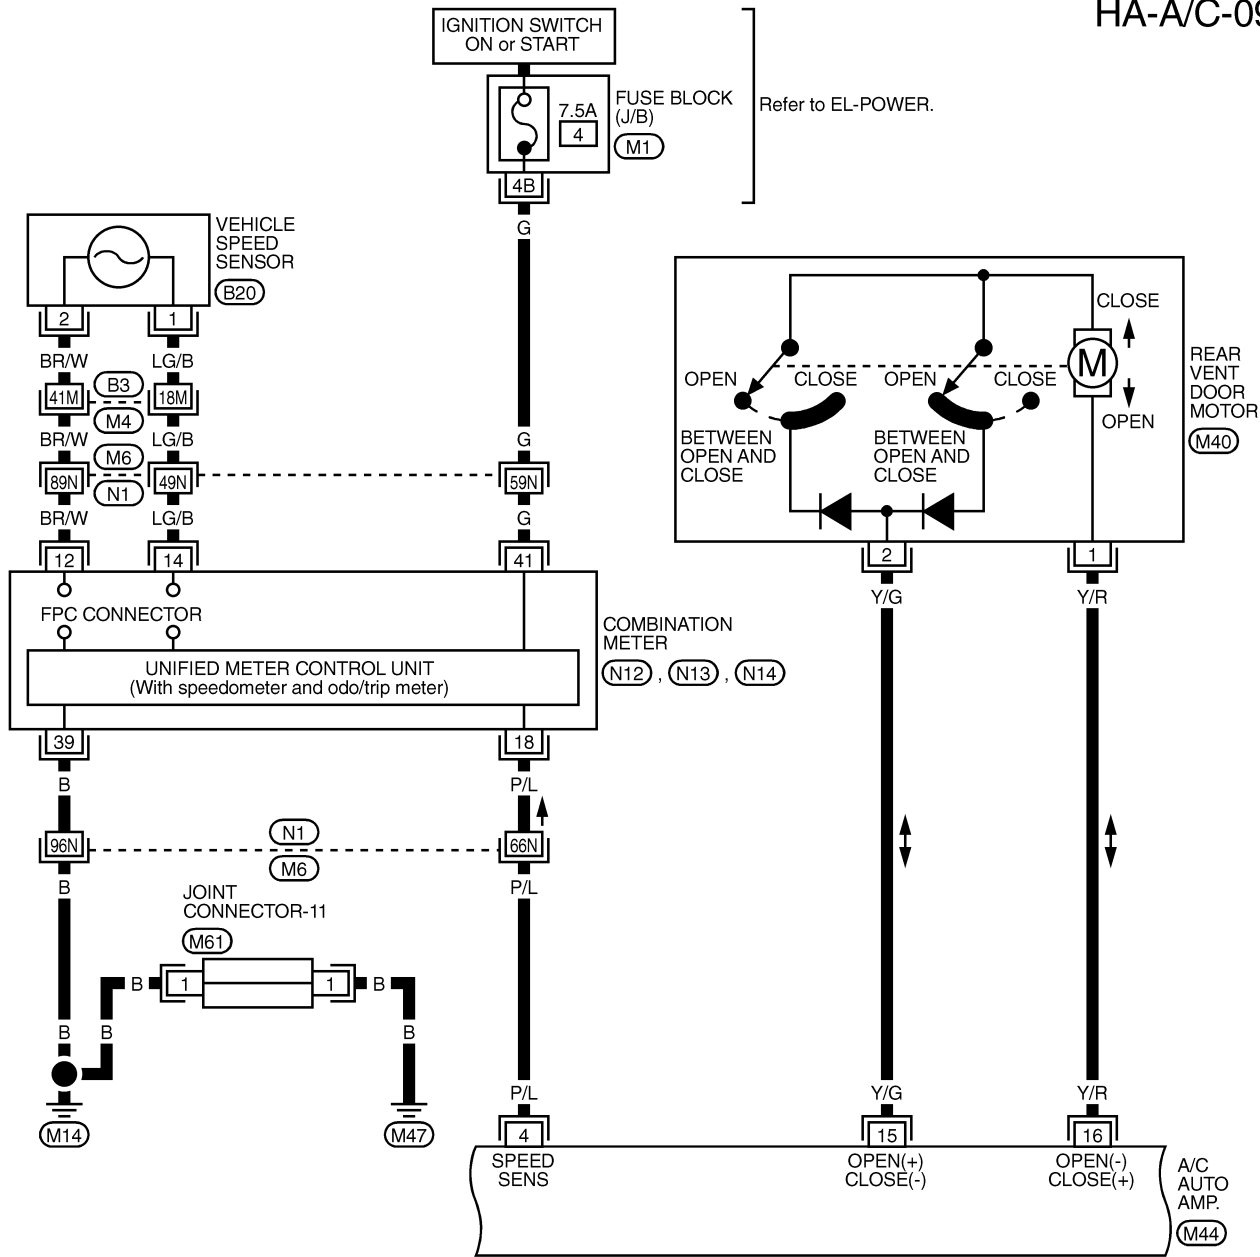 HA-A/C-09
IGNITION SWITCH
ON or START
7.5A
4
FUSE BLOCK
(J/B)
M1
Refer to EL-POWER.
4B
G
VEHICLE
SPEED
SENSOR
B20
2
1
BR/W
LG/B
41M
B3
M4
18M
BR/W
LG/B
G
89N
M6
N1
49N
59N
BR/W
LG/B
G
12
14
41
FPC CONNECTOR
UNIFIED METER CONTROL UNIT
(With speedometer and odo/trip meter)
COMBINATION
METER
N12 , N13 , N14
39
18
B
P/L
96N
N1
M6
66N
B
P/L
JOINT
CONNECTOR-11
M61
B
1
1
B
B
B
B
M14
M47
P/L
OPEN
CLOSE
OPEN
CLOSE
BETWEEN
OPEN AND
CLOSE
BETWEEN
OPEN AND
CLOSE
CLOSE
M
OPEN
REAR
VENT
DOOR
MOTOR
M40
2
1
Y/G
Y/R
Y/G
Y/R
4
15
16
SPEED
SENS
OPEN(+)
CLOSE(-)
OPEN(-)
CLOSE(+)
A/C
AUTO
AMP.
M44